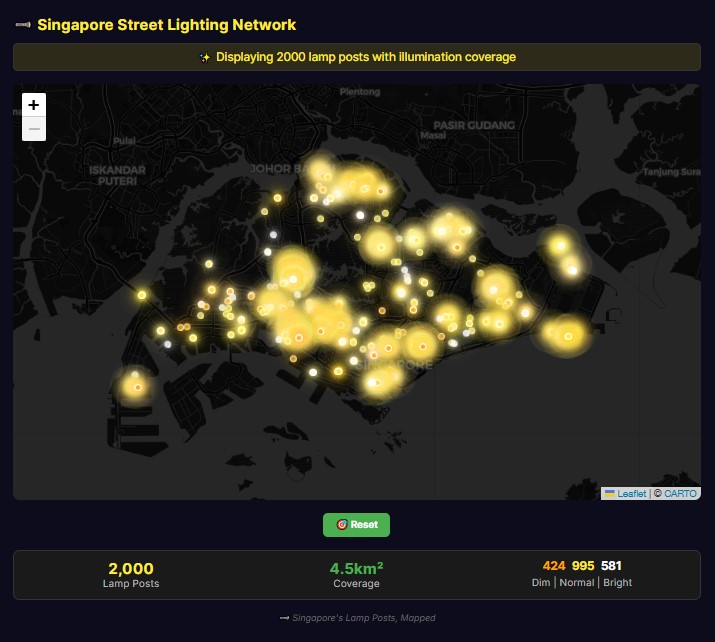 Singapore Street Lighting Network
✨ Displaying 2000 lamp posts with illumination coverage
+
−
Plentong
PASIR GUDANG
Masai
Pulai
ISKANDAR
PUTERI
JOHOR BA
Tanjung Sura
SINGAPORE
Leaflet | © CARTO
🎯 Reset
2,000
Lamp Posts
4.5km²
Coverage
424 995 581
Dim | Normal | Bright
Singapore's Lamp Posts, Mapped